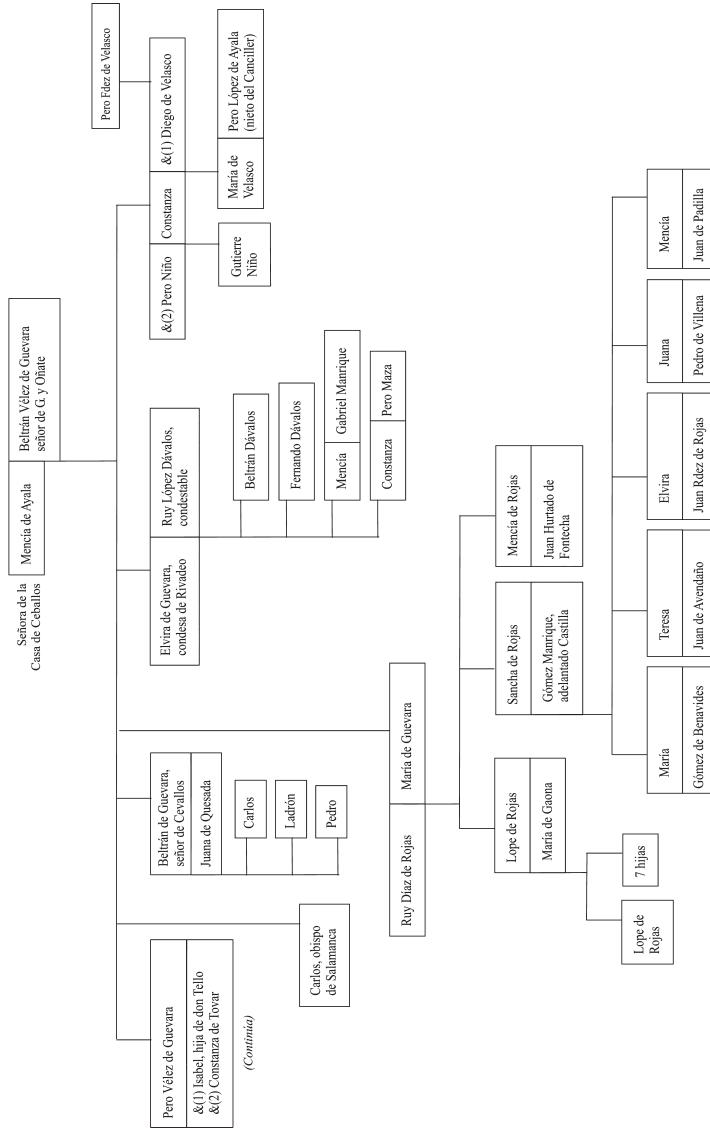 Señora de la
Casa de Ceballos
Mencía de Ayala
Beltrán Vélez de Guevara
señor de G. y Oñate
Pero Fdez de Velasco
Pero Vélez de Guevara
&(1) Isabel, hija de don Tello
&(2) Constanza de Tovar
(Continúa)
Carlos, obispo
de Salamanca
Beltrán de Guevara,
señor de Cevallos
Juana de Quesada
Carlos
Ladrón
Pedro
Elvira de Guevara,
condesa de Rivadeo
Ruy López Dávalos,
condestable
Beltrán Dávalos
Fernando Dávalos
Mencía
Gabriel Manrique
Constanza
Pero Maza
&(2) Pero Niño
Constanza
&(1) Diego de Velasco
Gutierre
Niño
María de
Velasco
Pero López de Ayala
(nieto del Canciller)
Ruy Díaz de Rojas
María de Guevara
Lope de Rojas
María de Gaona
Sancha de Rojas
Gómez Manrique,
adelantado Castilla
Mencía de Rojas
Juan Hurtado de
Fontecha
Lope de
Rojas
7 hijas
María
Gómez de Benavides
Teresa
Juan de Avendaño
Elvira
Juan Rdez de Rojas
Juana
Pedro de Villena
Mencía
Juan de Padilla